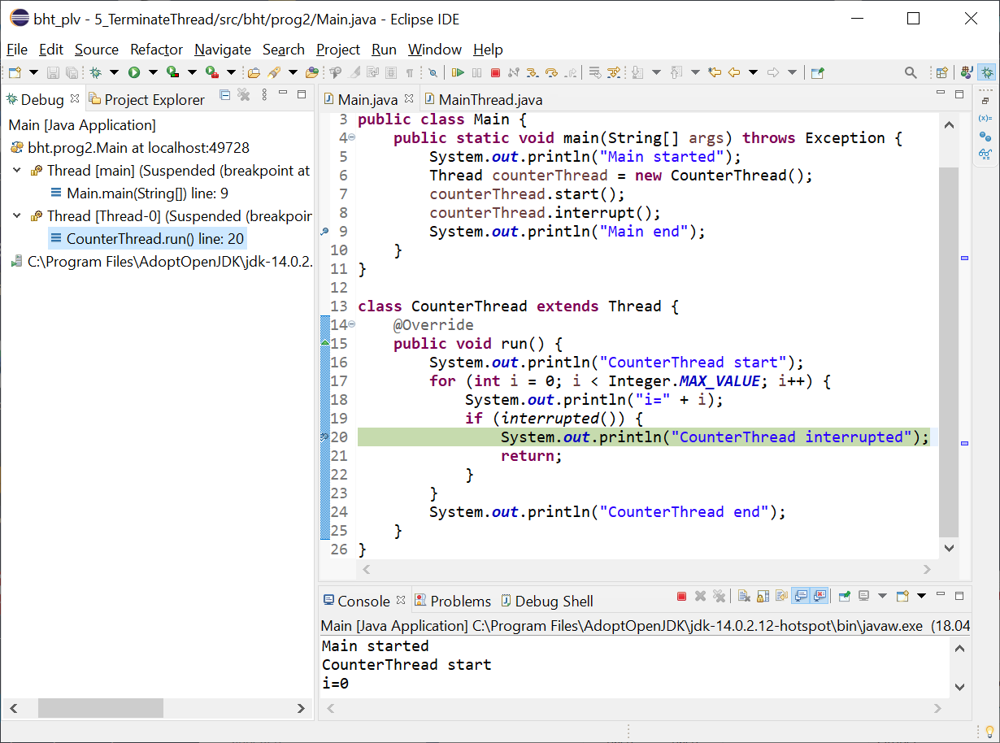 bht_plv - 5_TerminateThread/src/bht/prog2/Main.java - Eclipse IDE
File Edit Source Refactor Navigate Search Project Run Window Help
Debug Project Explorer
Main [Java Application]
bht.prog2.Main at localhost:49728
Thread [main] (Suspended (breakpoint at
Main.main(String[]) line: 9
Thread [Thread-0] (Suspended (breakpoin
CounterThread.run() line: 20
C:\Program Files\AdoptOpenJDK\jdk-14.0.2.
Main.java MainThread.java
3 public class Main {
4 public static void main(String[] args) throws Exception {
5 System.out.println("Main started");
6 Thread counterThread = new CounterThread();
7 counterThread.start();
8 counterThread.interrupt();
9 System.out.println("Main end");
10 }
11 }
12
13 class CounterThread extends Thread {
14 @Override
15 public void run() {
16 System.out.println("CounterThread start");
17 for (int i = 0; i < Integer.MAX_VALUE; i++) {
18 System.out.println("i=" + i);
19 if (interrupted()) {
20 System.out.println("CounterThread interrupted");
21 return;
22 }
23 }
24 System.out.println("CounterThread end");
25 }
26 }
(x)=
Console Problems Debug Shell
Main [Java Application] C:\Program Files\AdoptOpenJDK\jdk-14.0.2.12-hotspot\bin\javaw.exe (18.04
Main started
CounterThread start
i=0